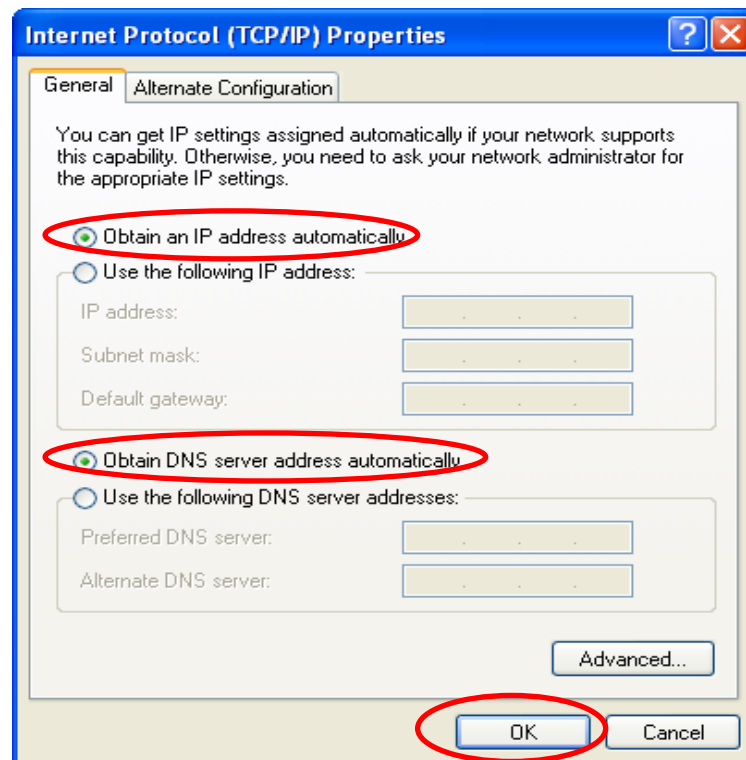 Internet Protocol (TCP/IP) Properties
General
Alternate Configuration
You can get IP settings assigned automatically if your network supports
this capability. Otherwise, you need to ask your network administrator for
the appropriate IP settings.
Obtain an IP address automatically
Use the following IP address:
IP address:
Subnet mask:
Default gateway:
Obtain DNS server address automatically
Use the following DNS server addresses:
Preferred DNS server:
Alternate DNS server:
Advanced...
OK
Cancel